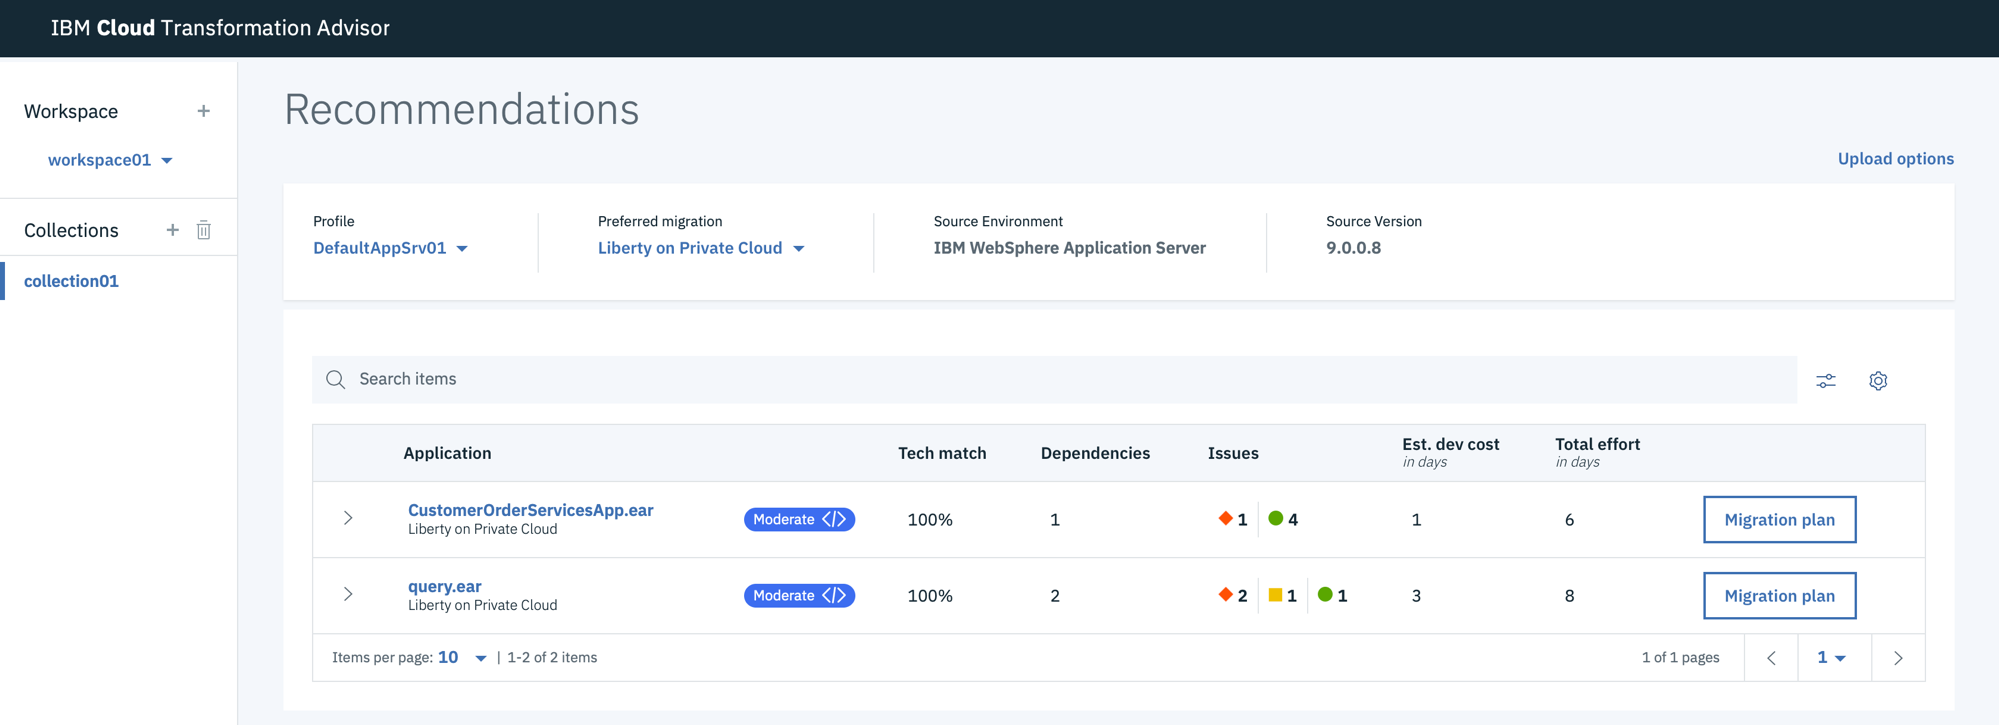 IBM Cloud Transformation Advisor
Workspace +
workspace01
Collections +
collection01
Recommendations
Upload options
Profile
DefaultAppSrv01
Preferred migration
Liberty on Private Cloud
Source Environment
IBM WebSphere Application Server
Source Version
9.0.0.8
Search items
Application Tech match Dependencies Issues Est. dev cost in days Total effort in days
CustomerOrderServicesApp.ear
Liberty on Private Cloud
Moderate </> 100% 1 1 4 1 6 Migration plan
query.ear
Liberty on Private Cloud
Moderate </> 100% 2 2 1 1 3 8 Migration plan
Items per page: 10 | 1-2 of 2 items 1 of 1 pages 1